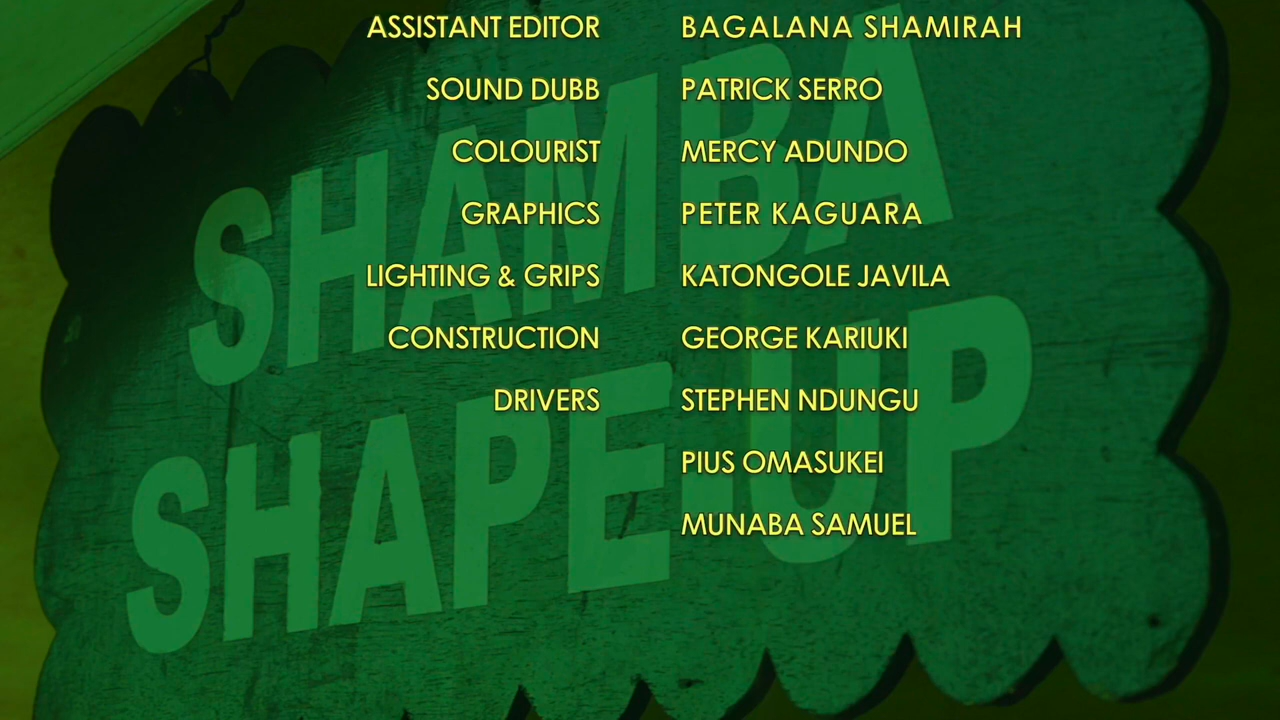 ASSISTANT EDITOR BAGALANA SHAMIRAH
SOUND DUBB PATRICK SERRO
COLOURIST MERCY ADUNDO
GRAPHICS PETER KAGUARA
LIGHTING & GRIPS KATONGOLE JAVILA
CONSTRUCTION GEORGE KARIUKI
DRIVERS STEPHEN NDUNGU
PIUS OMASUKEI
MUNABA SAMUEL
SHAMBA
SHAPE UP